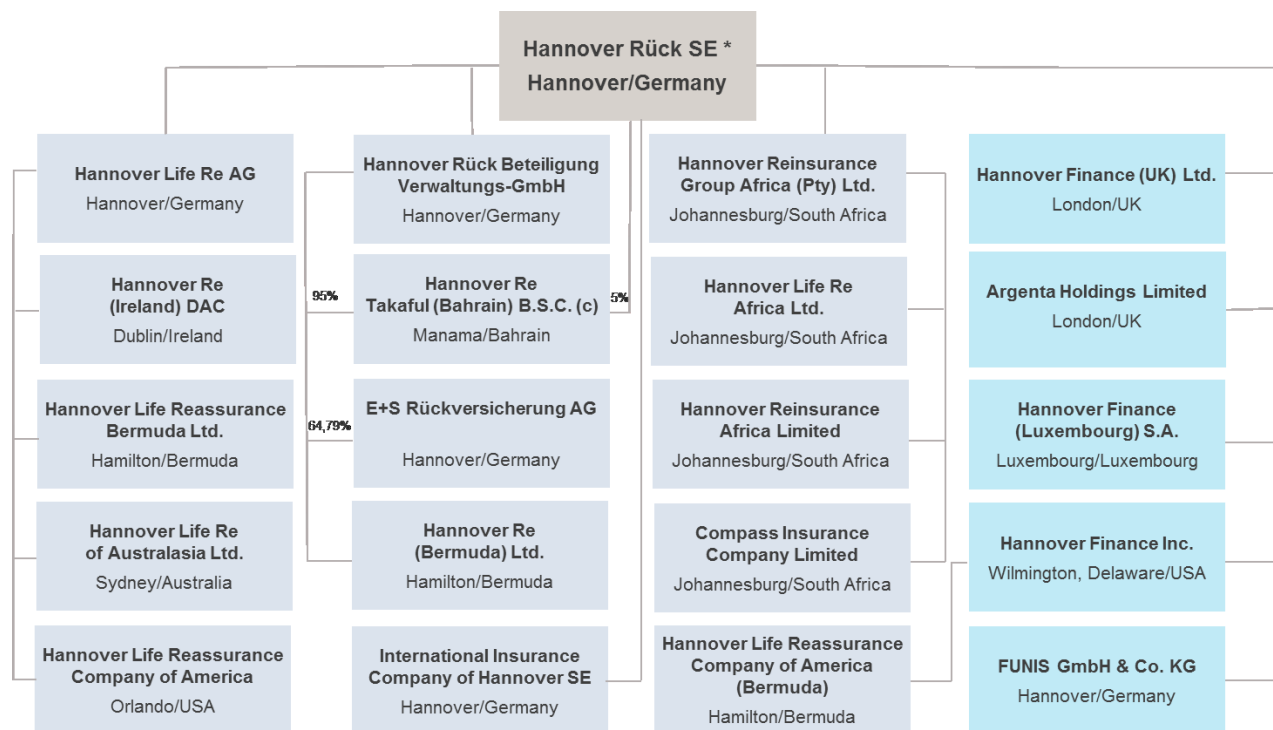 Hannover Rück SE *
Hannover/Germany
Hannover Life Re AG
Hannover/Germany
Hannover Re
(Ireland) DAC
Dublin/Ireland
Hannover Life Reassurance
Bermuda Ltd.
Hamilton/Bermuda
Hannover Life Re
of Australasia Ltd.
Sydney/Australia
Hannover Life Reassurance
Company of America
Orlando/USA
Hannover Rück Beteiligung
Verwaltungs-GmbH
Hannover/Germany
95%
Hannover Re
Takaful (Bahrain) B.S.C. (c)
Manama/Bahrain
5%
64,79%
E+S Rückversicherung AG
Hannover/Germany
Hannover Re
(Bermuda) Ltd.
Hamilton/Bermuda
International Insurance
Company of Hannover SE
Hannover/Germany
Hannover Reinsurance
Group Africa (Pty) Ltd.
Johannesburg/South Africa
Hannover Life Re
Africa Ltd.
Johannesburg/South Africa
Hannover Reinsurance
Africa Limited
Johannesburg/South Africa
Compass Insurance
Company Limited
Johannesburg/South Africa
Hannover Life Reassurance
Company of America
(Bermuda)
Hamilton/Bermuda
Hannover Finance (UK) Ltd.
London/UK
Argenta Holdings Limited
London/UK
Hannover Finance
(Luxembourg) S.A.
Luxembourg/Luxembourg
Hannover Finance Inc.
Wilmington, Delaware/USA
FUNIS GmbH & Co. KG
Hannover/Germany